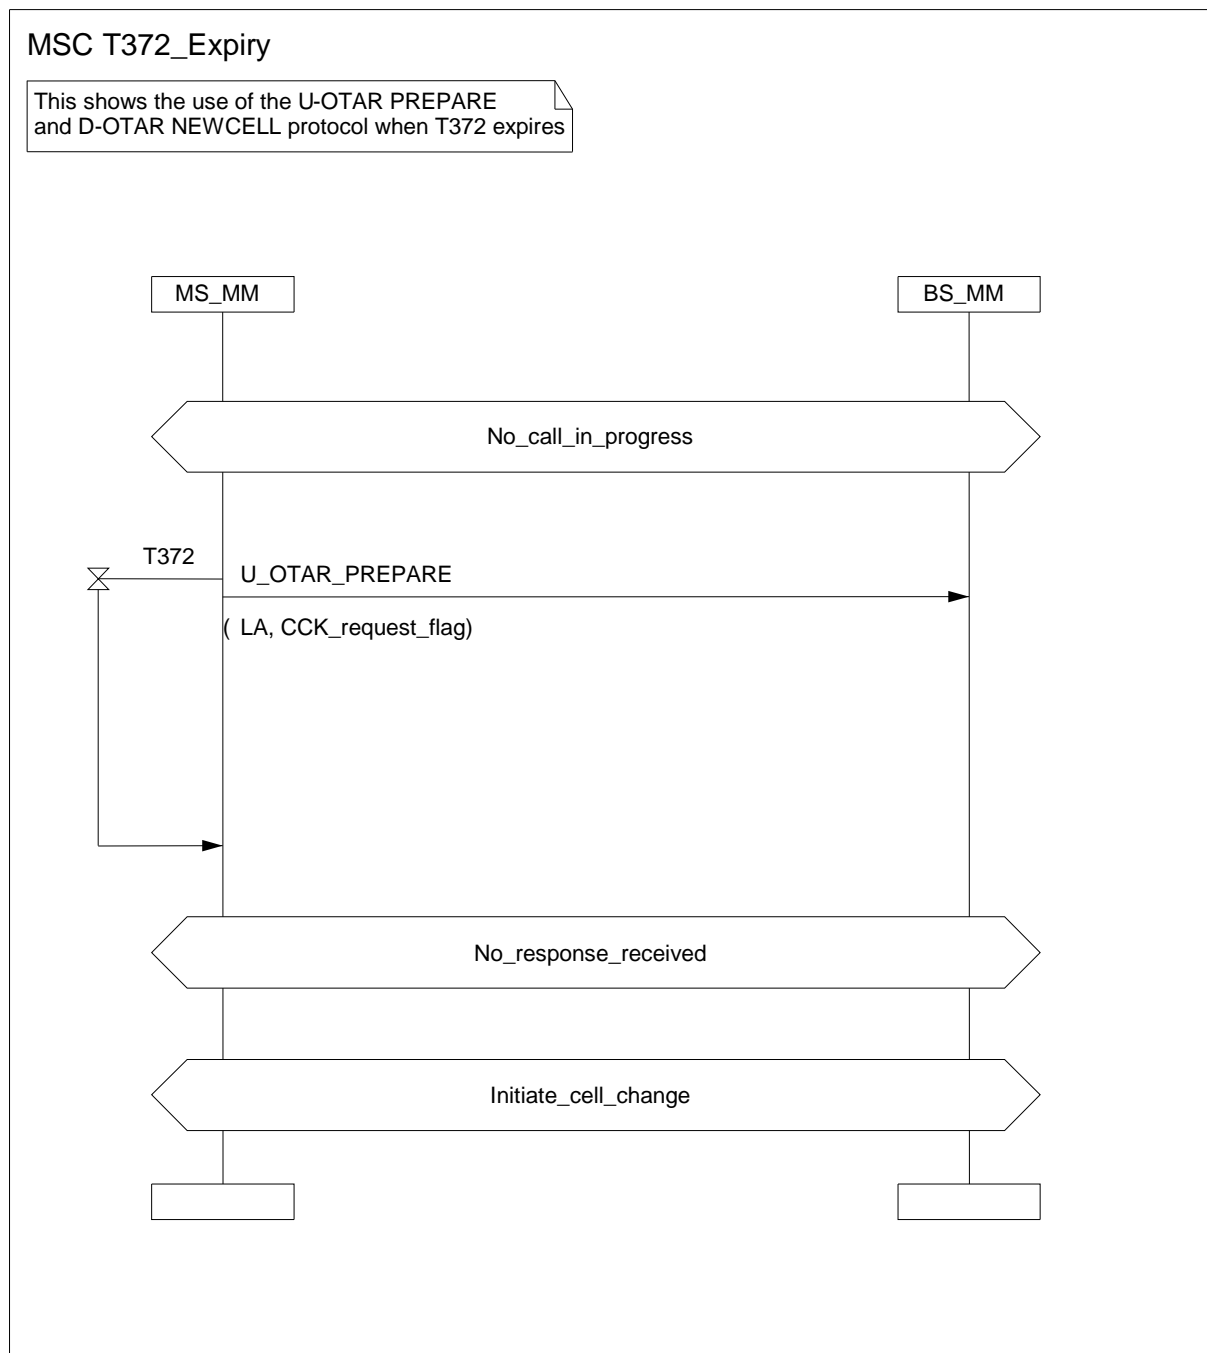 MSC T372_Expiry
This shows the use of the U-OTAR PREPARE
and D-OTAR NEWCELL protocol when T372 expires
MS_MM
BS_MM
No_call_in_progress
T372
U_OTAR_PREPARE
( LA, CCK_request_flag)
No_response_received
Initiate_cell_change